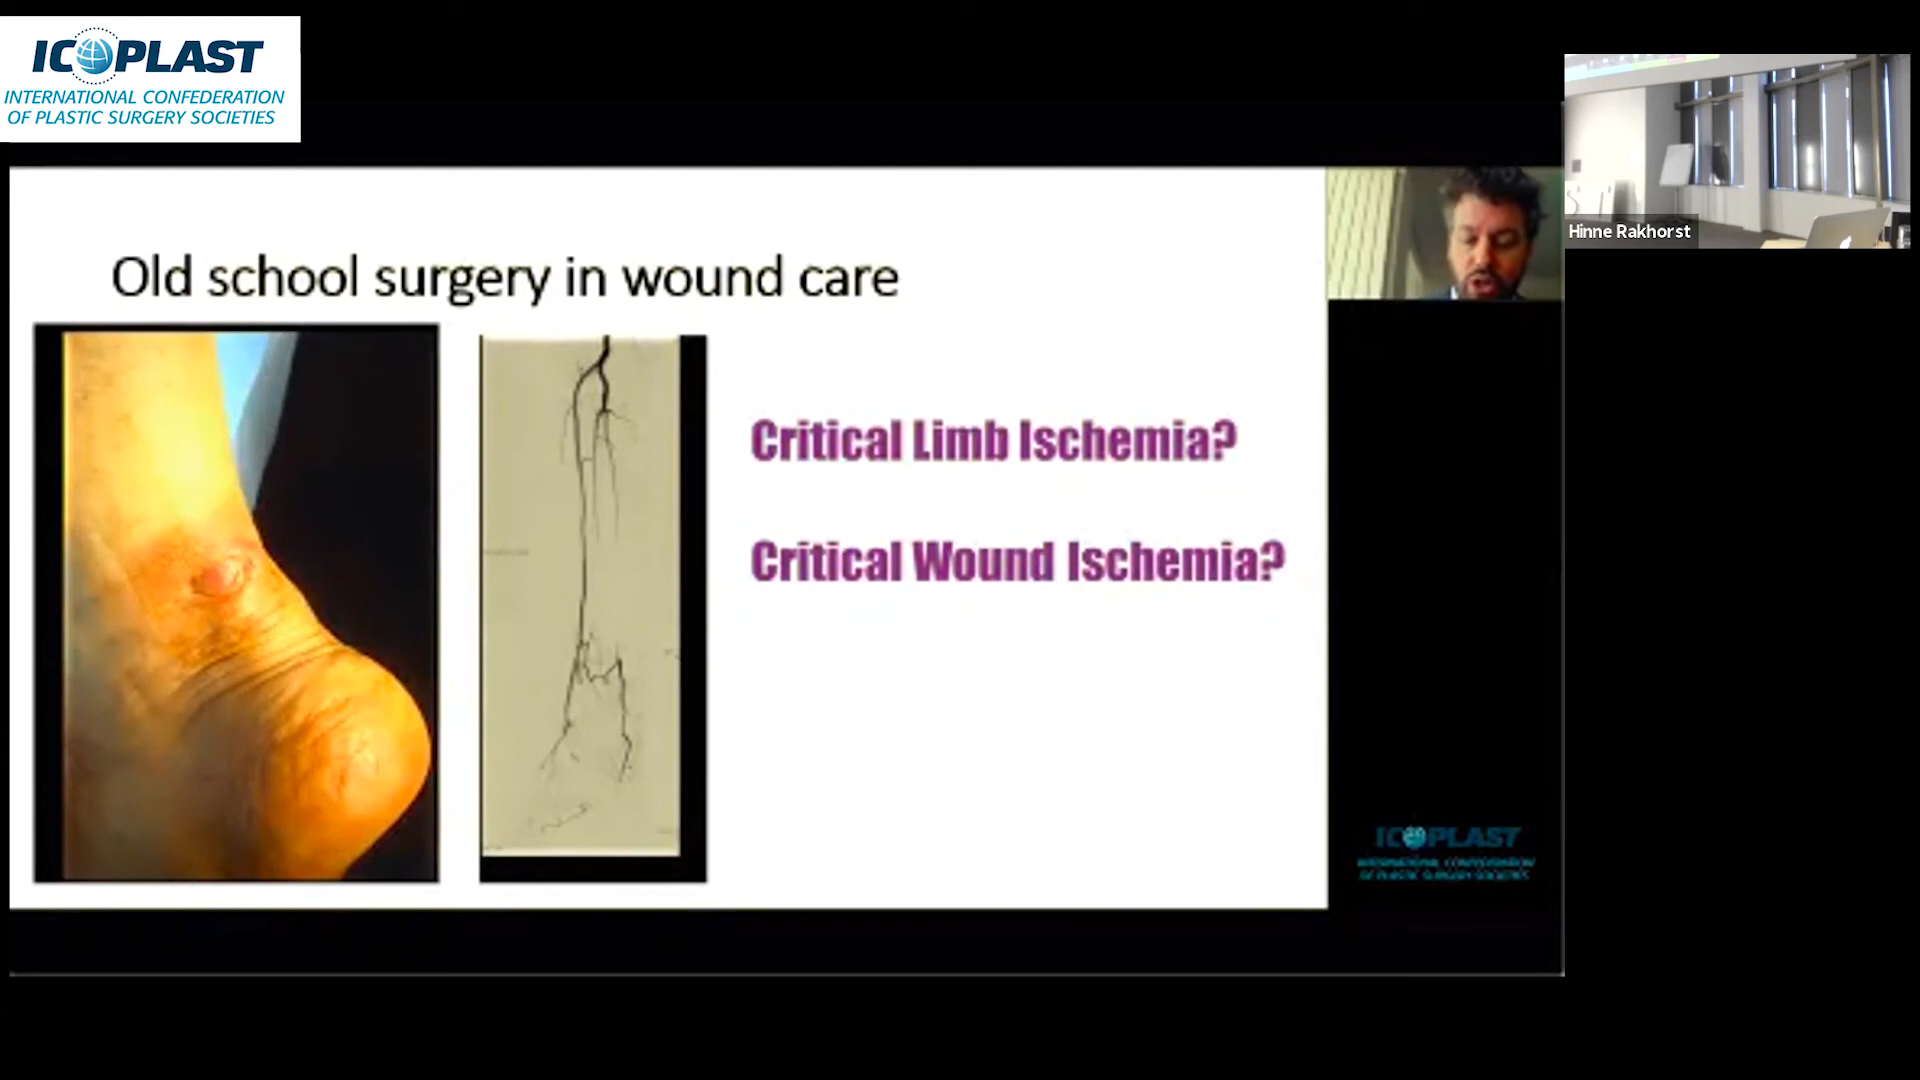 ICOPLAST
INTERNATIONAL CONFEDERATION
OF PLASTIC SURGERY SOCIETIES
Hinne Rakhorst
Old school surgery in wound care
Critical Limb Ischemia?
Critical Wound Ischemia?
ICOPLAST
INTERNATIONAL CONFEDERATION
OF PLASTIC SURGERY SOCIETIES